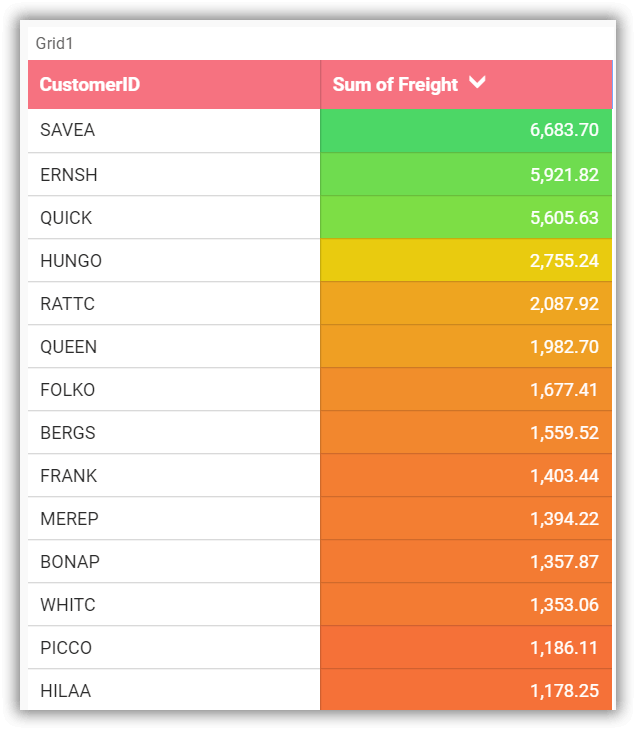 Grid1
CustomerID Sum of Freight
SAVEA 6,683.70
ERNSH 5,921.82
QUICK 5,605.63
HUNGO 2,755.24
RATTC 2,087.92
QUEEN 1,982.70
FOLKO 1,677.41
BERGS 1,559.52
FRANK 1,403.44
MEREP 1,394.22
BONAP 1,357.87
WHITC 1,353.06
PICCO 1,186.11
HILAA 1,178.25